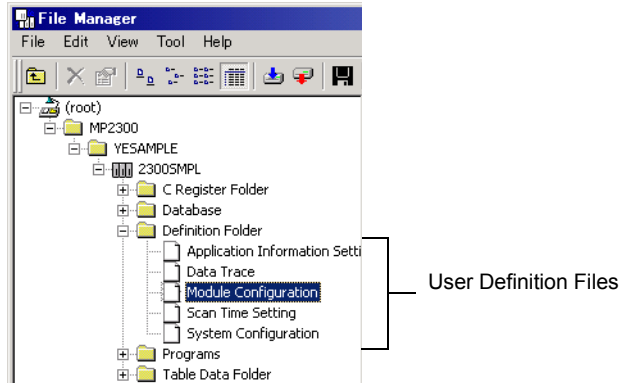 File Manager
File Edit View Tool Help
(root)
MP2300
YESAMPLE
2300SMPL
C Register Folder
Database
Definition Folder
Application Information Setti
Data Trace
Module Configuration
Scan Time Setting
System Configuration
Programs
Table Data Folder
User Definition Files